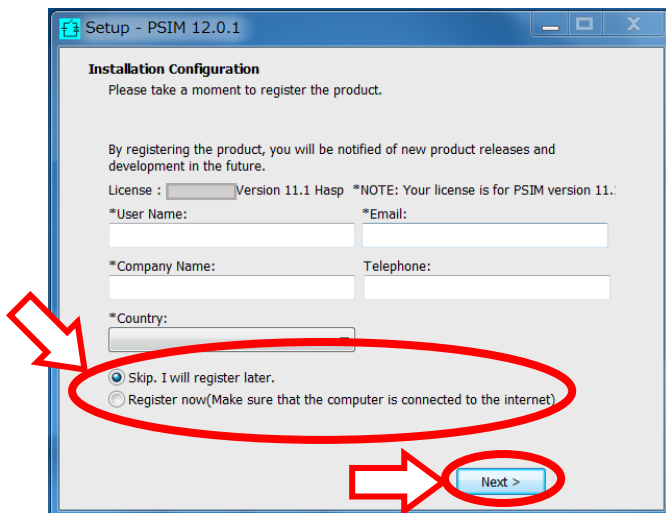 Setup - PSIM 12.0.1
Installation Configuration
Please take a moment to register the product.
By registering the product, you will be notified of new product releases and
development in the future.
License : Version 11.1 Hasp *NOTE: Your license is for PSIM version 11.
*User Name: *Email:
*Company Name: Telephone:
*Country:
Skip. I will register later.
Register now(Make sure that the computer is connected to the internet)
Next >